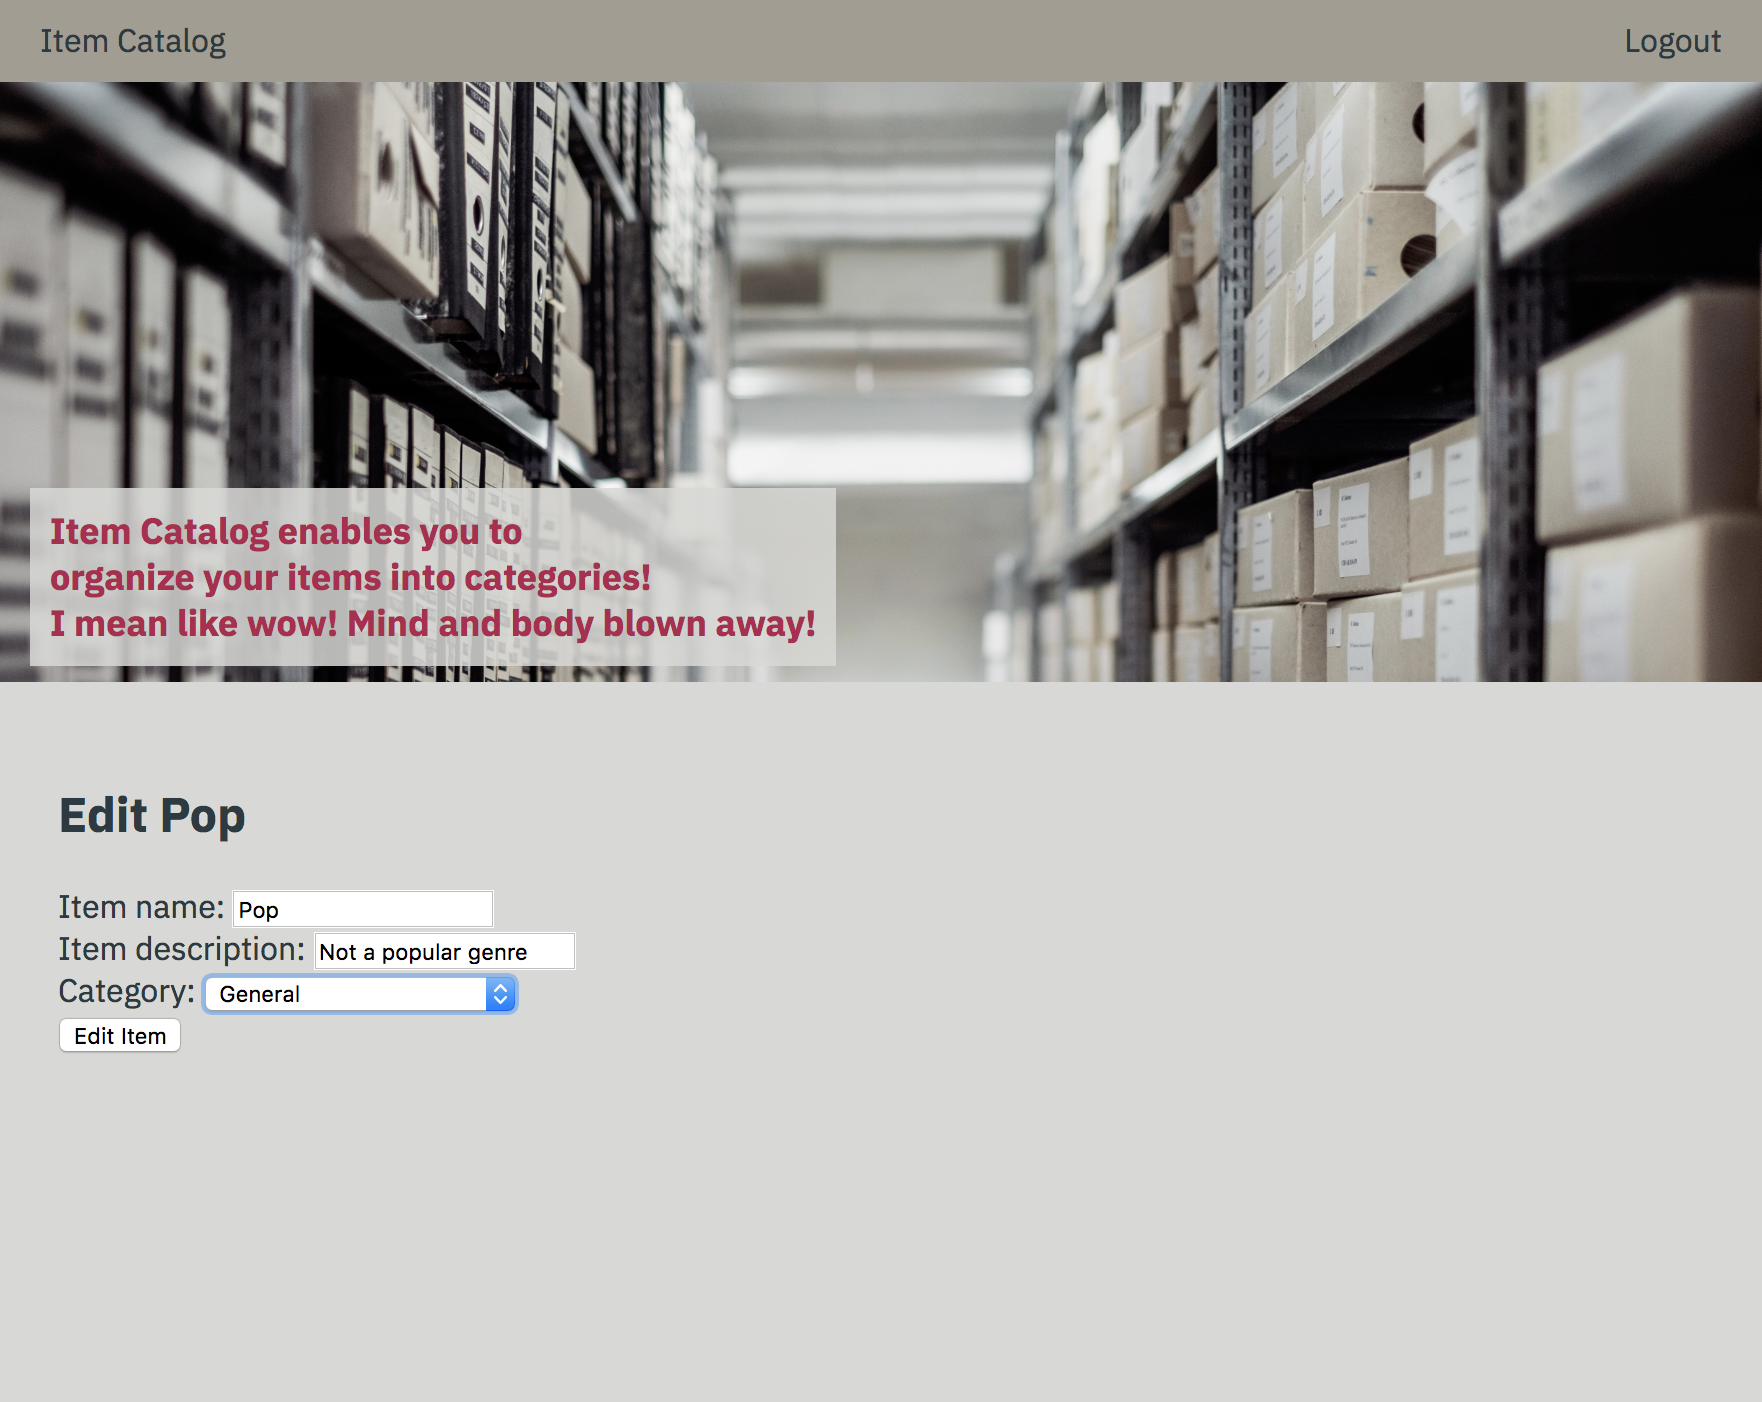 Item Catalog
Logout
Item Catalog enables you to
organize your items into categories!
I mean like wow! Mind and body blown away!
Edit Pop
Item name: Pop
Item description: Not a popular genre
Category: General
Edit Item